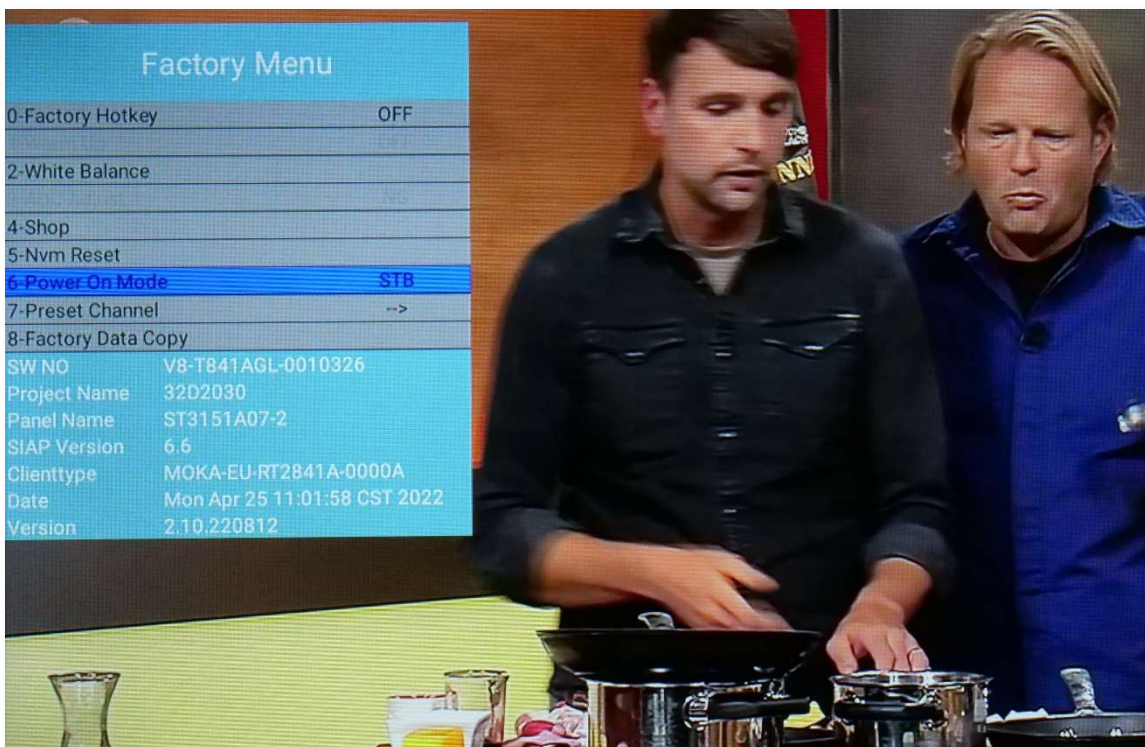 Factory Menu
0-Factory Hotkey OFF
2-White Balance
4-Shop
5-Nvm Reset
6-Power On Mode STB
7-Preset Channel -->
8-Factory Data Copy
SW NO V8-T841AGL-0010326
Project Name 32D2030
Panel Name ST3151A07-2
SIAP Version 6.6
Clienttype MOKA-EU-RT2841A-0000A
Date Mon Apr 25 11:01:58 CST 2022
Version 2.10.220812